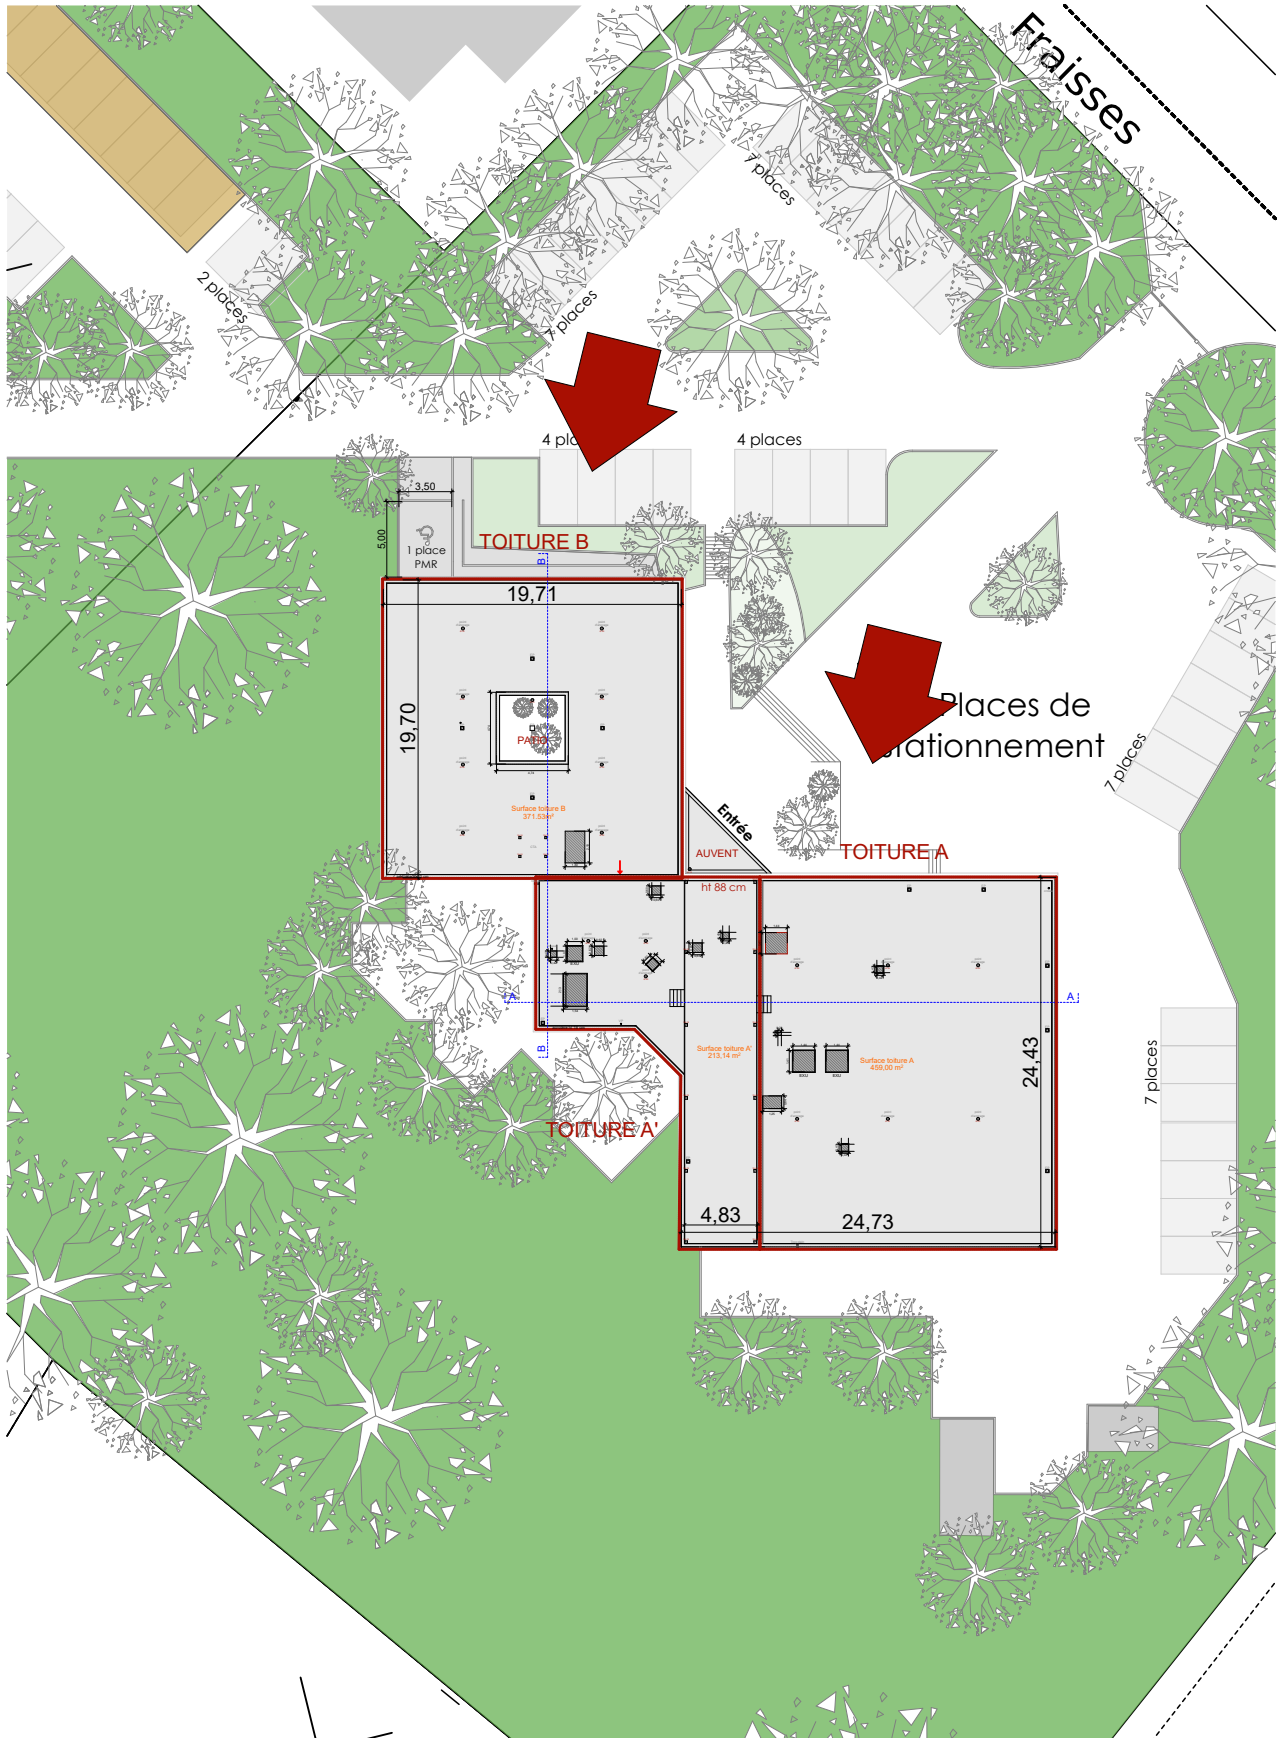 Fraisses
7 places
2 places
7 places
4 places
3,50
5,00
1 place
PMR
TOITURE B
B
19,71
19,70
PATIO
Surface toiture B
371.53m²
Places de
7 places
Entrée
AUVENT
TOITURE A
ht 88 cm
A
A
B
Surface toiture A'
213,14 m²
Surface toiture A
459,00 m²
24,43
7 places
TOITURE A'
4,83
24,73